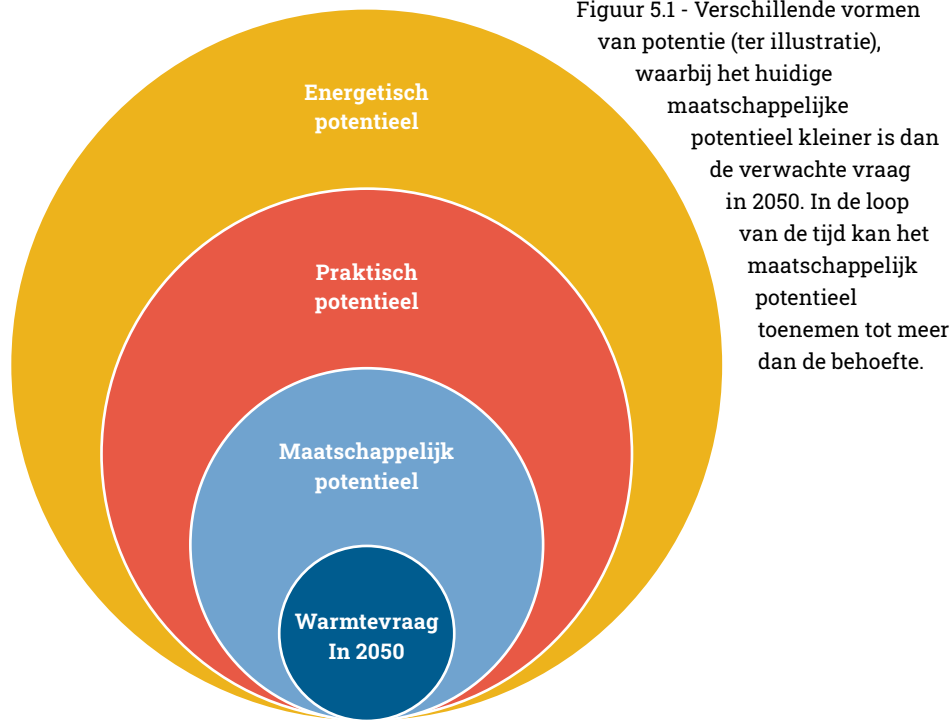 Figuur 5.1 - Verschillende vormen
van potentie (ter illustratie),
waarbij het huidige
maatschappelijke
potentieel kleiner is dan
de verwachte vraag
in 2050. In de loop
van de tijd kan het
maatschappelijk
potentieel
toenemen tot meer
dan de behoefte.
Energetisch
potentieel
Praktisch
potentieel
Maatschappelijk
potentieel
Warmtevraag
In 2050